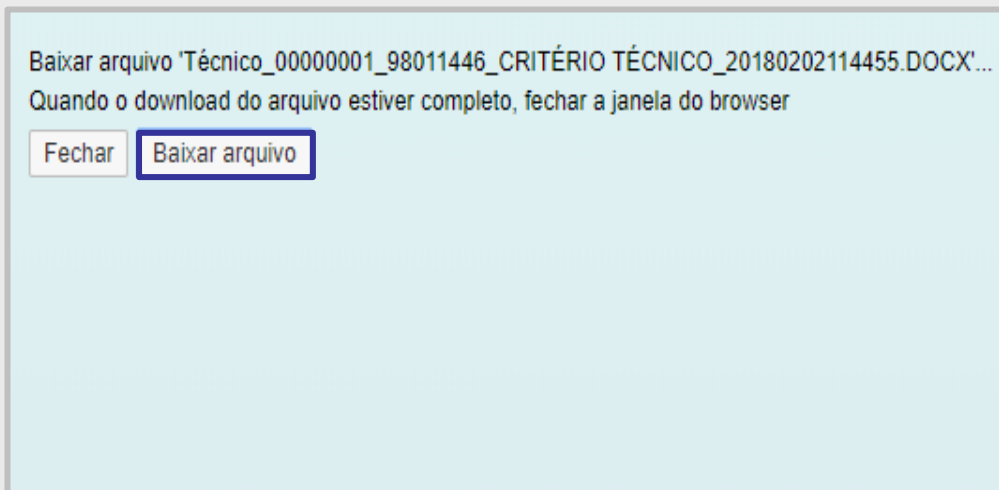 Baixar arquivo 'Técnico_00000001_98011446_CRITÉRIO TÉCNICO_20180202114455.DOCX'...
Quando o download do arquivo estiver completo, fechar a janela do browser
Fechar Baixar arquivo